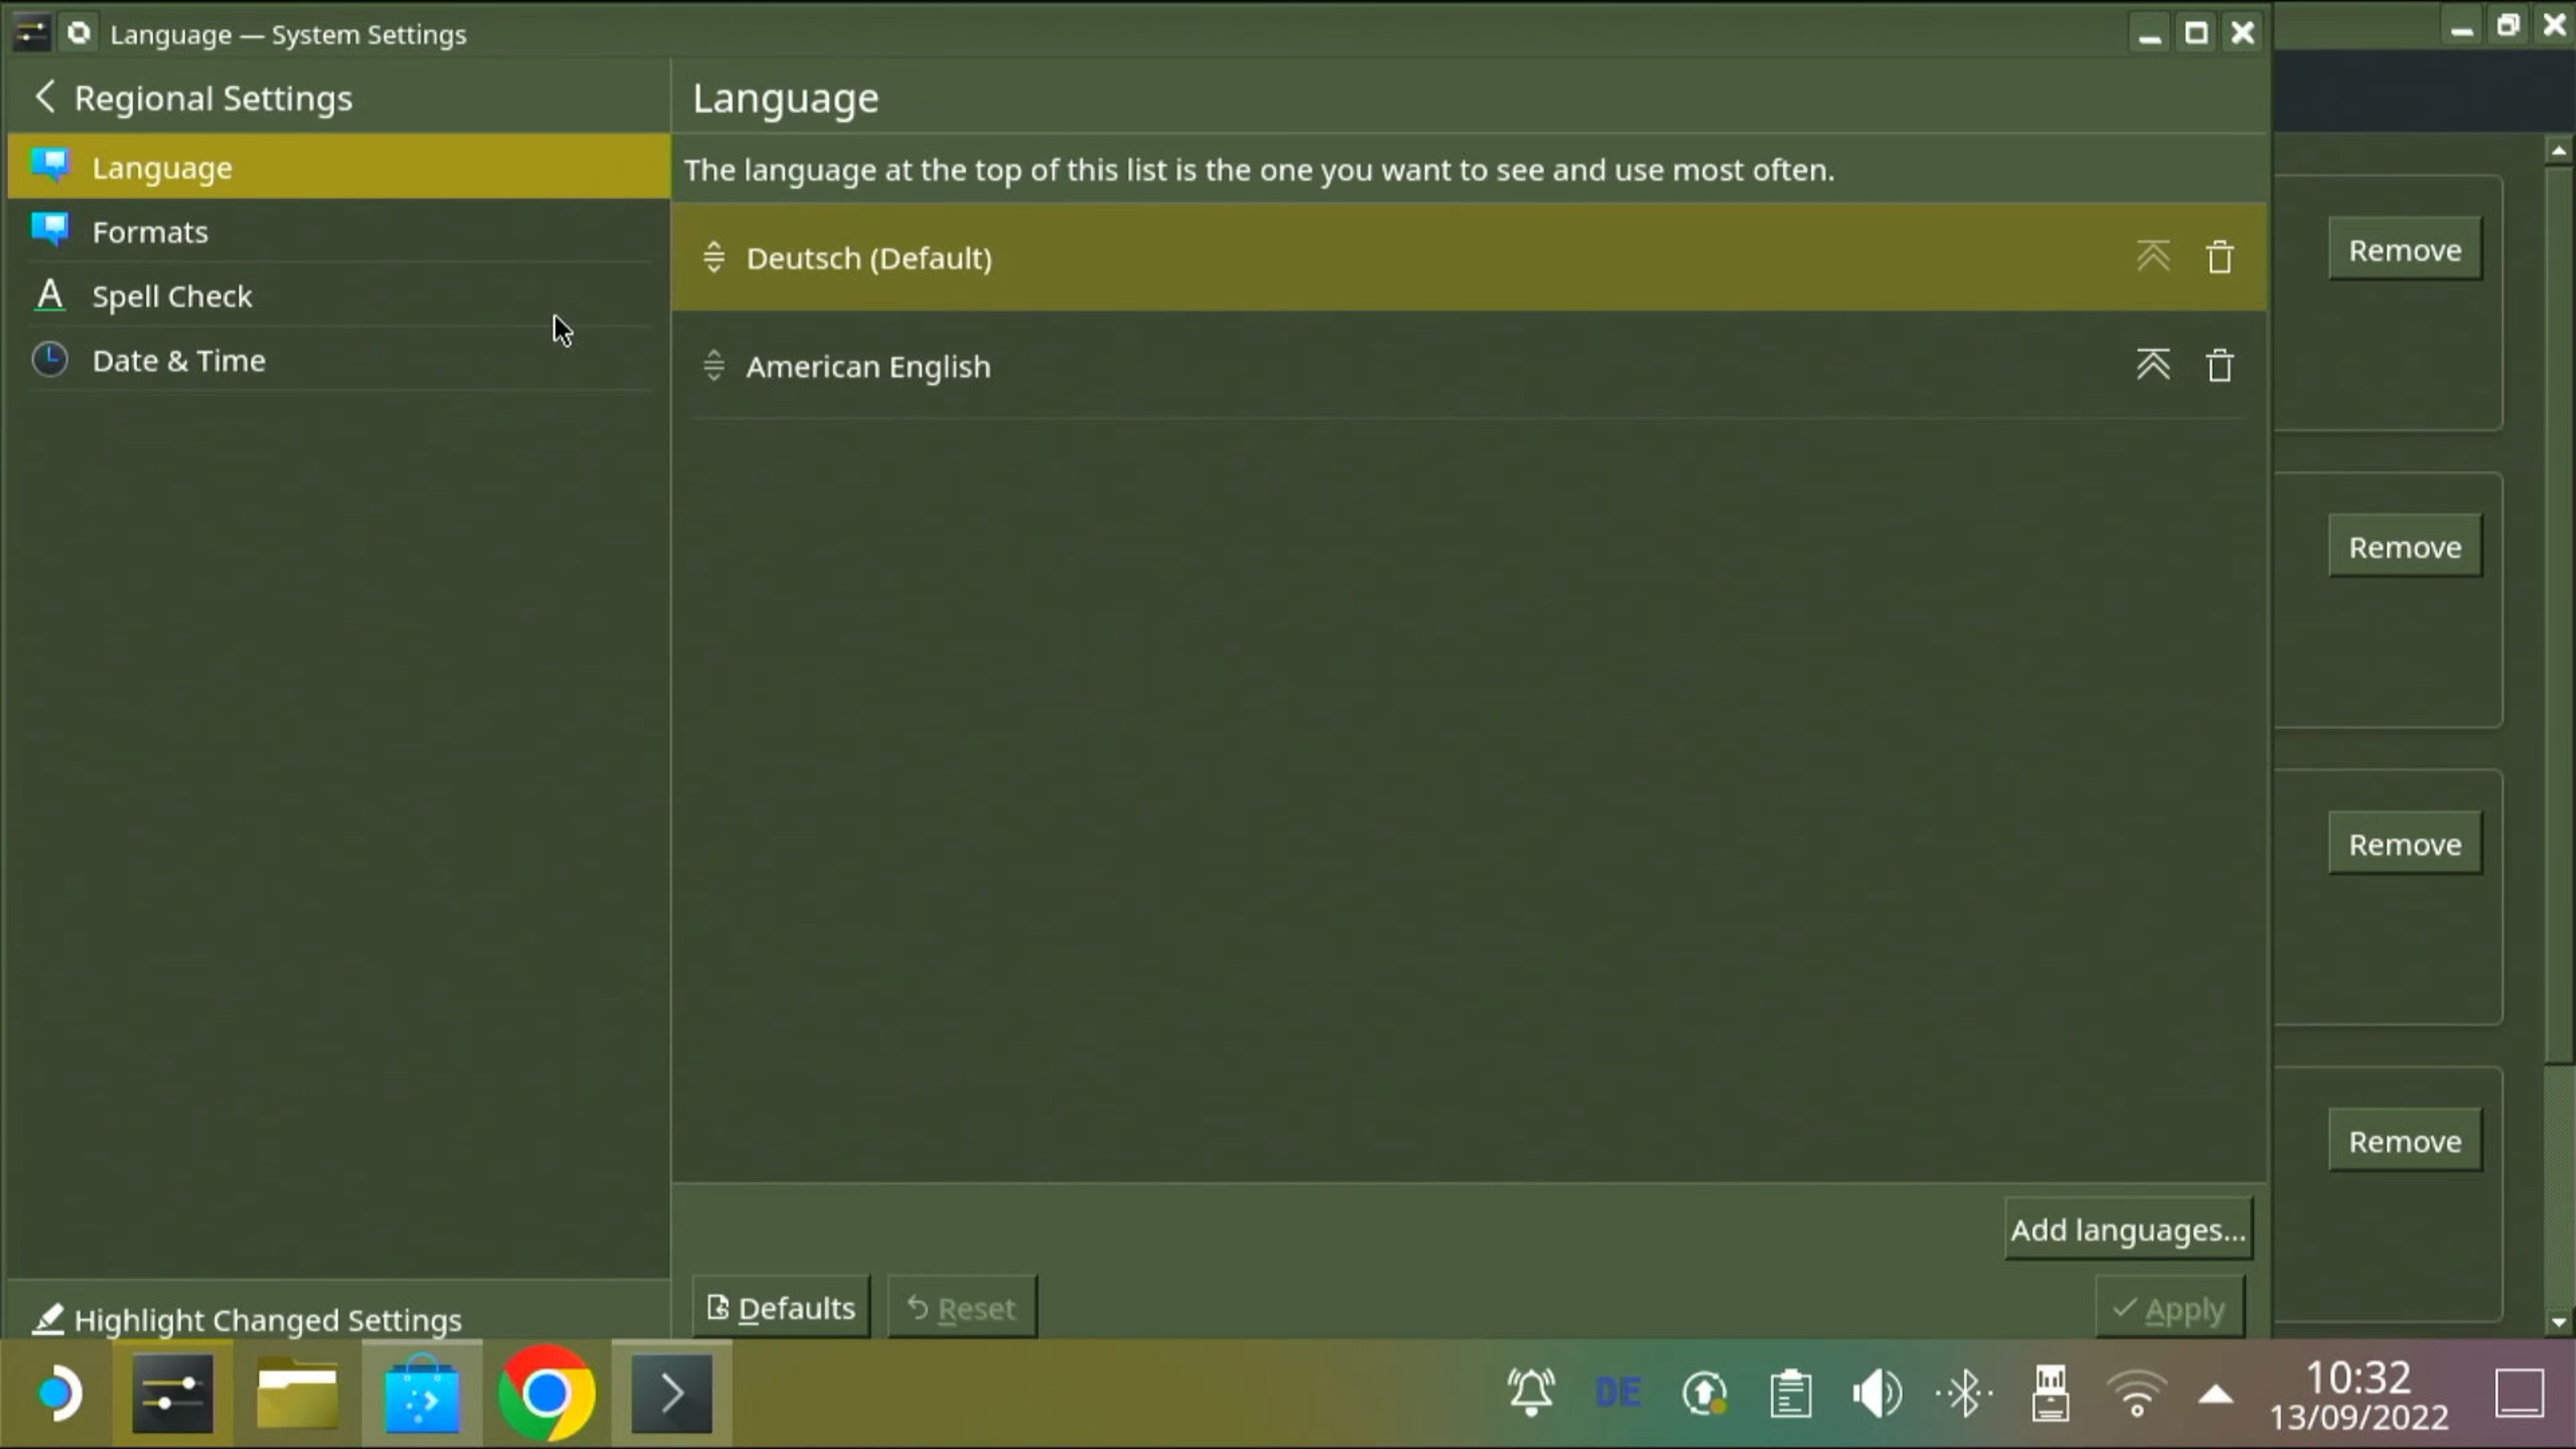 Language — System Settings
Regional Settings
Language
Formats
Spell Check
Date & Time
Highlight Changed Settings
Language
The language at the top of this list is the one you want to see and use most often.
Deutsch (Default)
American English
Add languages...
Defaults
Reset
Apply
Remove
Remove
Remove
Remove
DE
10:32
13/09/2022